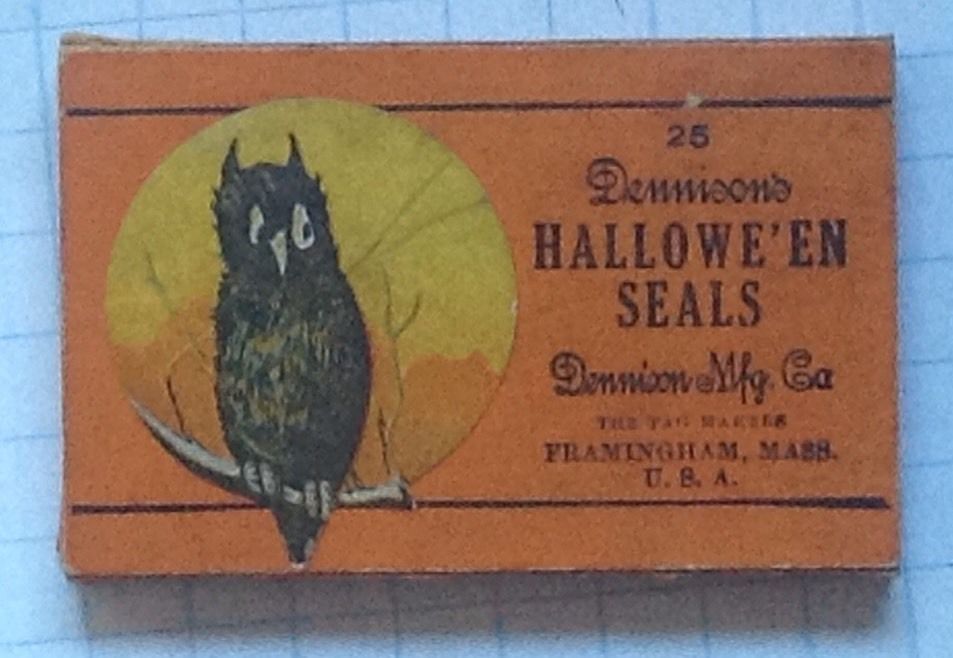 25
Dennison's
HALLOWE'EN
SEALS
Dennison Mfg. Co
THE TAG MAKERS
FRAMINGHAM, MASS.
U. S. A.